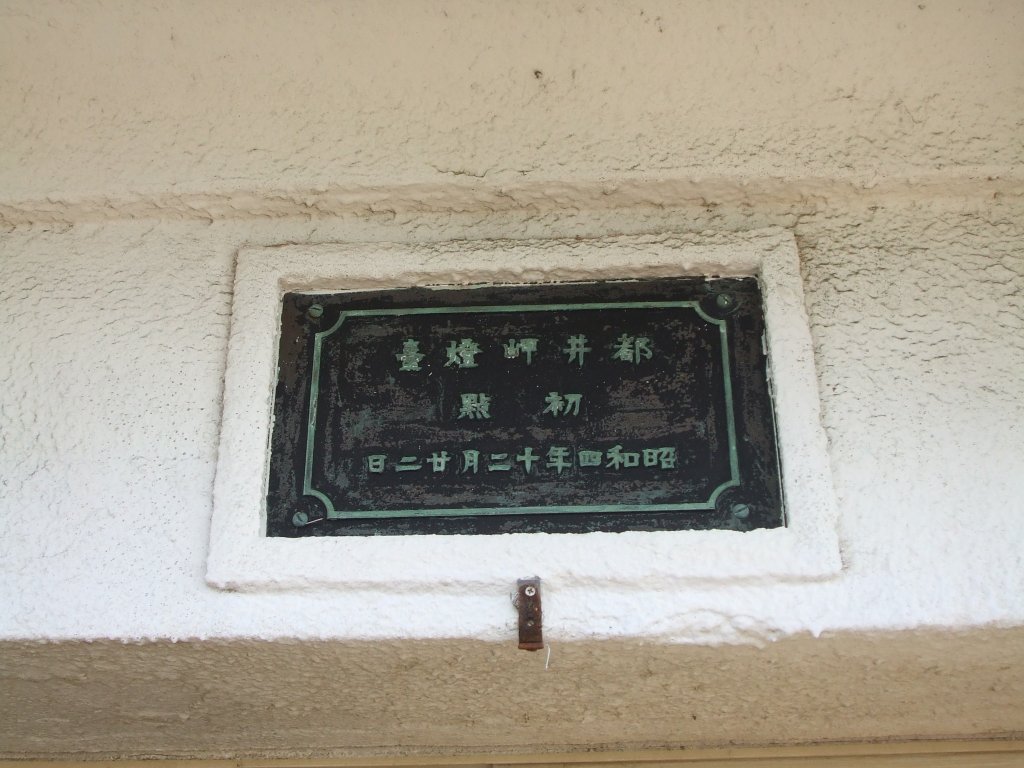 都井岬燈臺
初點
昭和四年十二月廿二日